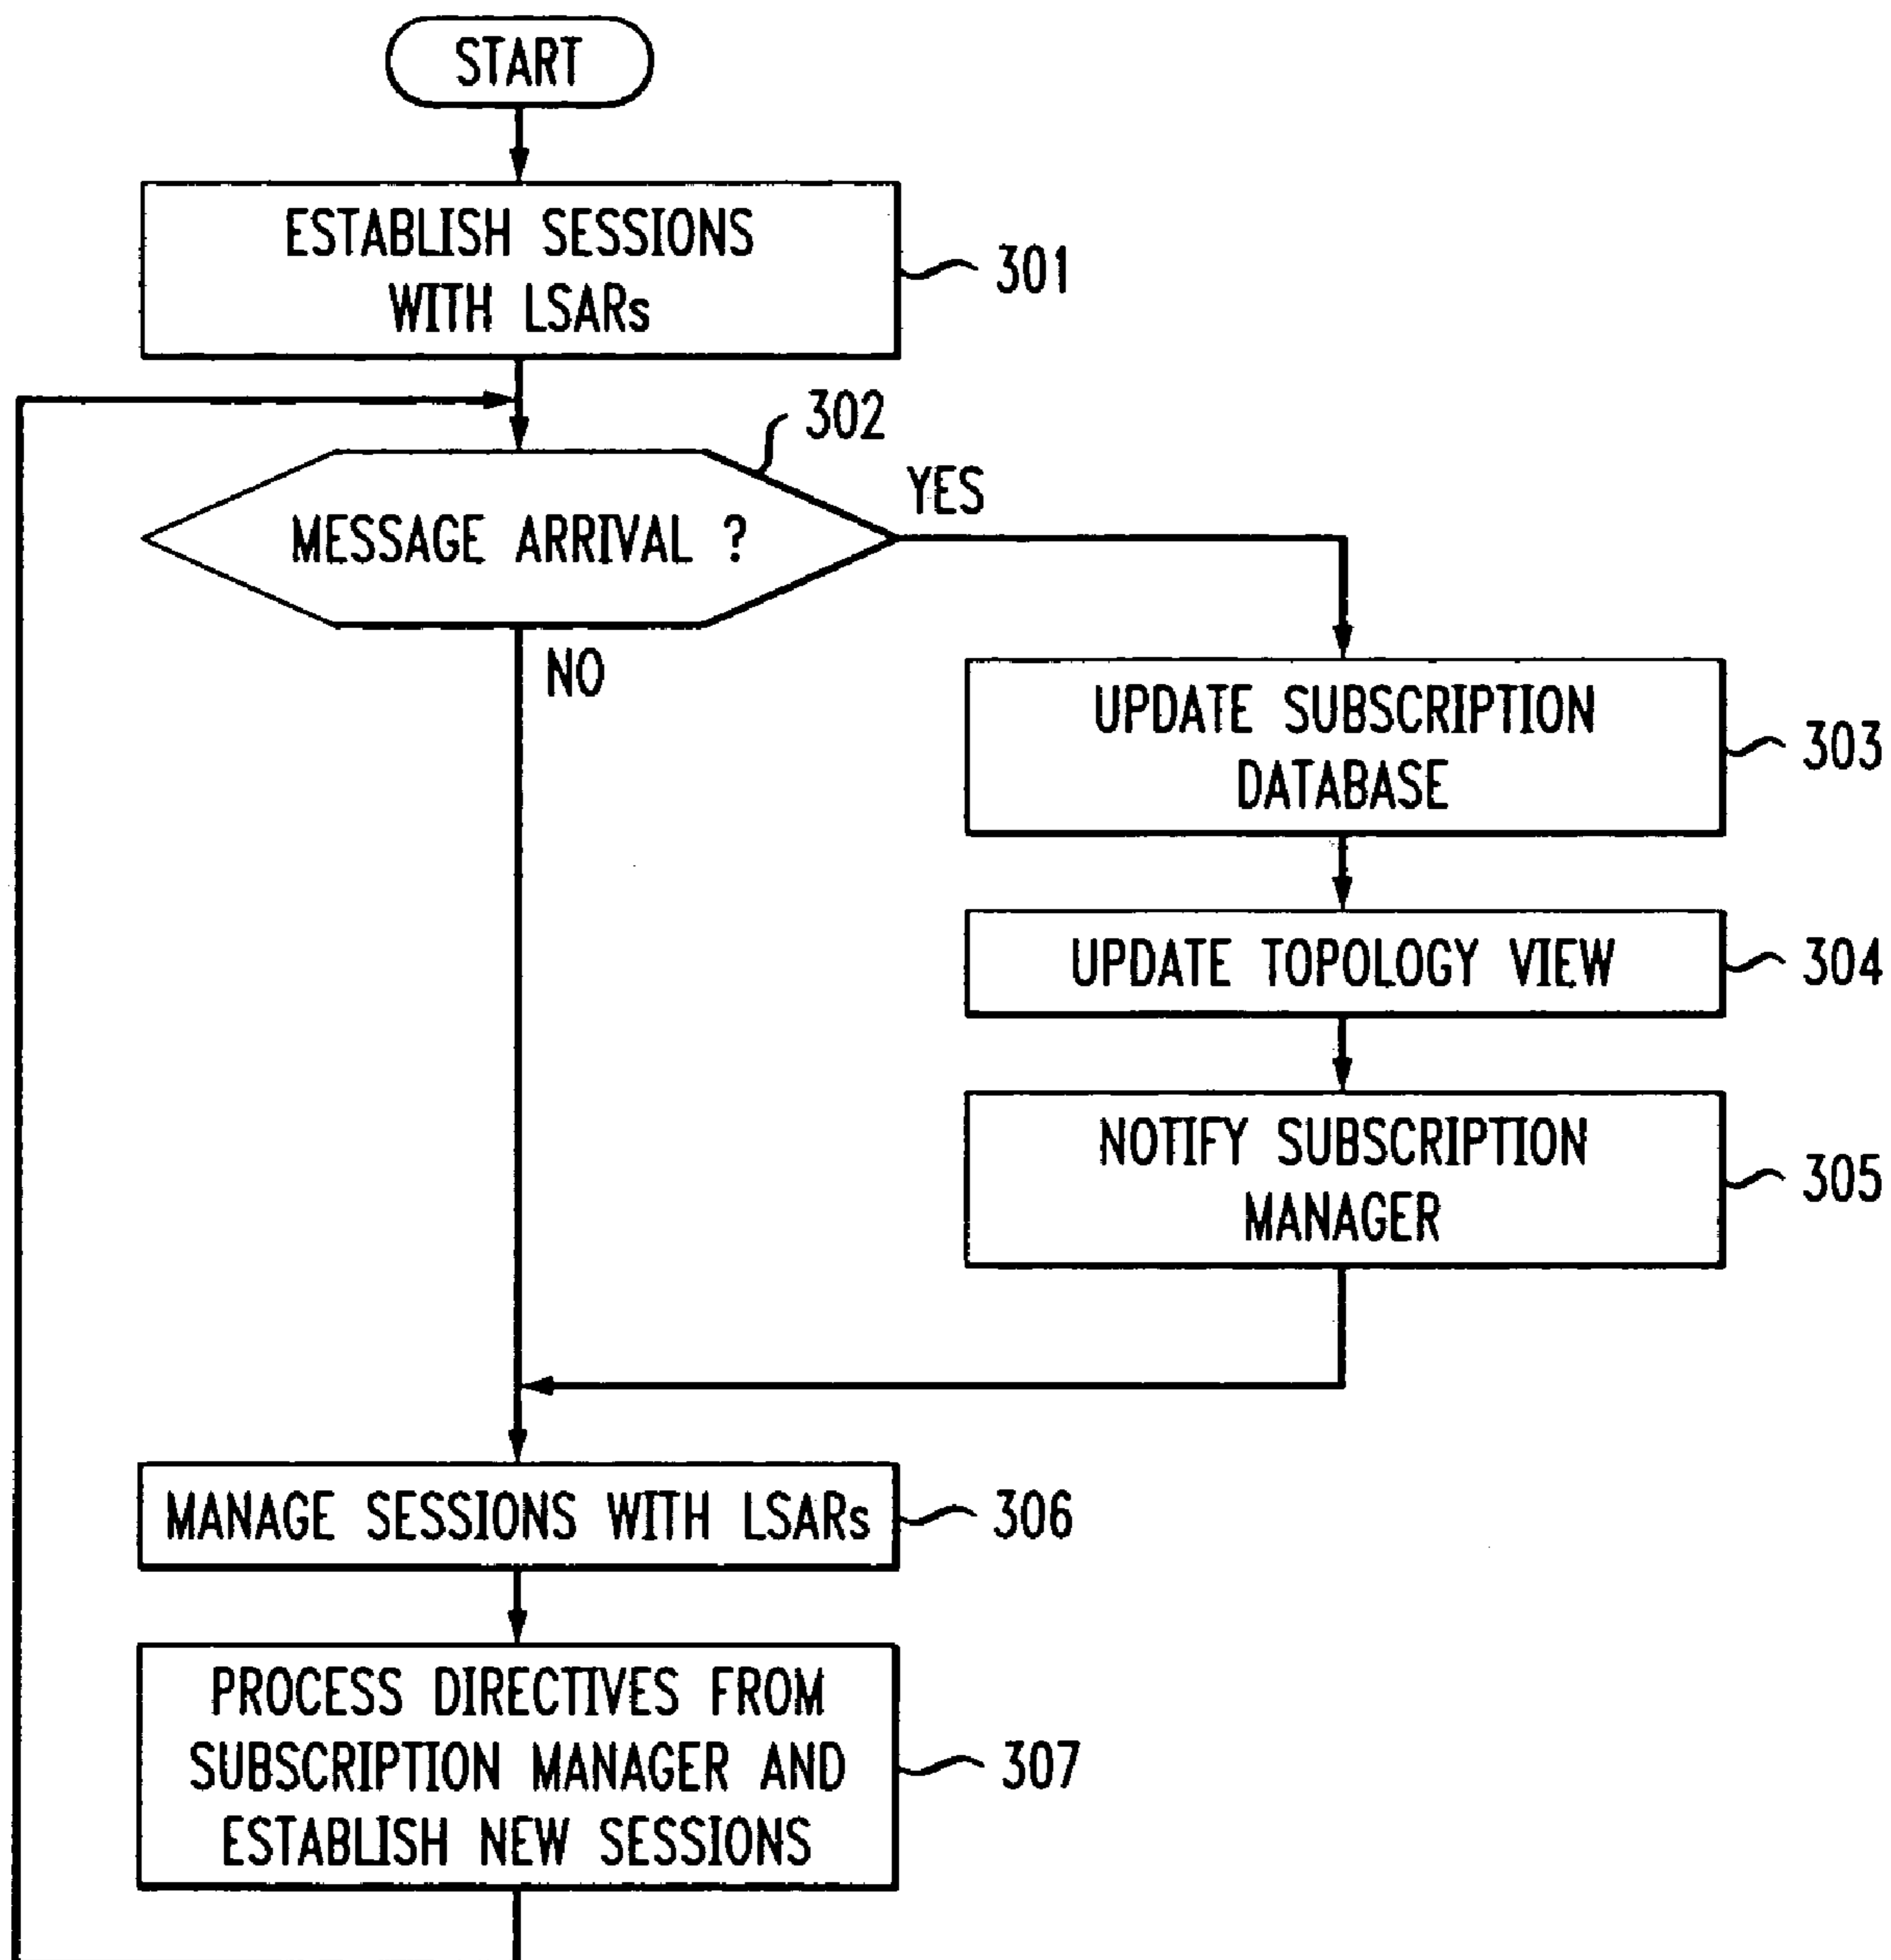 START
ESTABLISH SESSIONS
WITH LSARs
301
302
MESSAGE ARRIVAL ?
YES
NO
UPDATE SUBSCRIPTION
DATABASE
303
UPDATE TOPOLOGY VIEW
304
NOTIFY SUBSCRIPTION
MANAGER
305
MANAGE SESSIONS WITH LSARs
306
PROCESS DIRECTIVES FROM
SUBSCRIPTION MANAGER AND
ESTABLISH NEW SESSIONS
307